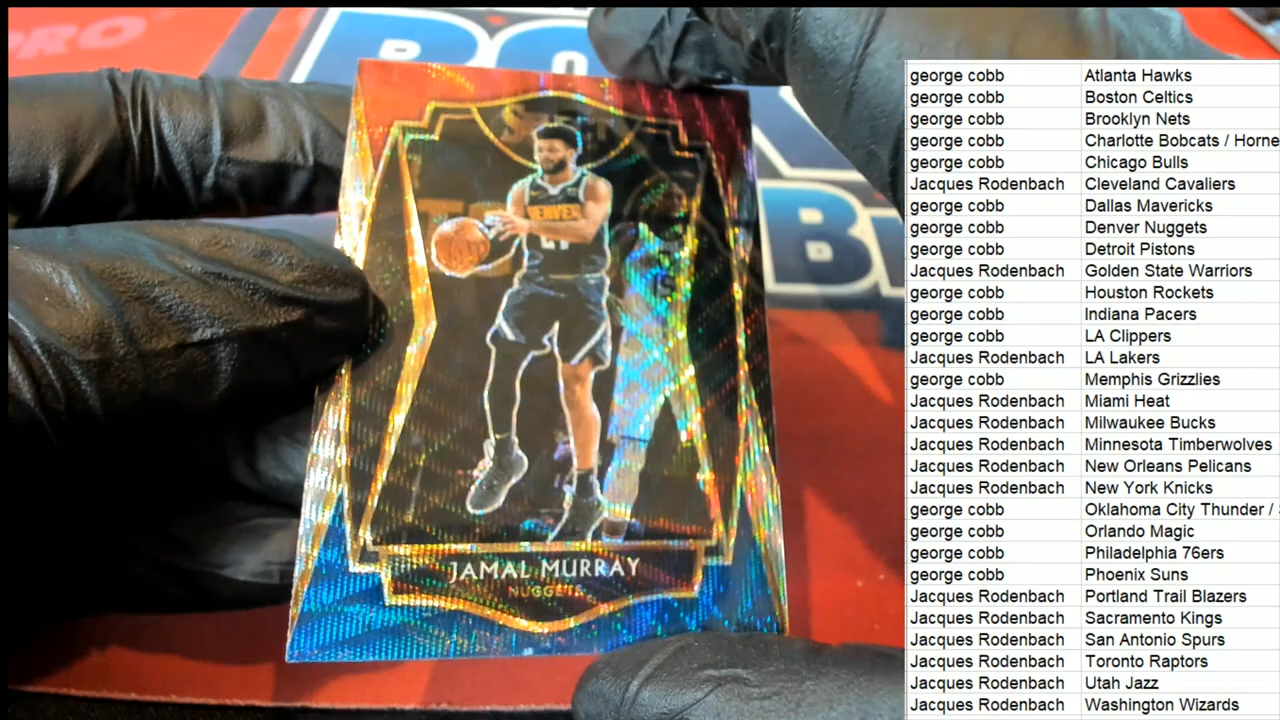 PRO
BO
B
DENVER
JAMAL MURRAY
NUGGETS
george cobb Atlanta Hawks
george cobb Boston Celtics
george cobb Brooklyn Nets
george cobb Charlotte Bobcats / Horne
george cobb Chicago Bulls
Jacques Rodenbach Cleveland Cavaliers
george cobb Dallas Mavericks
george cobb Denver Nuggets
george cobb Detroit Pistons
Jacques Rodenbach Golden State Warriors
george cobb Houston Rockets
george cobb Indiana Pacers
george cobb LA Clippers
Jacques Rodenbach LA Lakers
george cobb Memphis Grizzlies
Jacques Rodenbach Miami Heat
Jacques Rodenbach Milwaukee Bucks
Jacques Rodenbach Minnesota Timberwolves
Jacques Rodenbach New Orleans Pelicans
Jacques Rodenbach New York Knicks
george cobb Oklahoma City Thunder /
george cobb Orlando Magic
george cobb Philadelphia 76ers
george cobb Phoenix Suns
Jacques Rodenbach Portland Trail Blazers
Jacques Rodenbach Sacramento Kings
Jacques Rodenbach San Antonio Spurs
Jacques Rodenbach Toronto Raptors
Jacques Rodenbach Utah Jazz
Jacques Rodenbach Washington Wizards